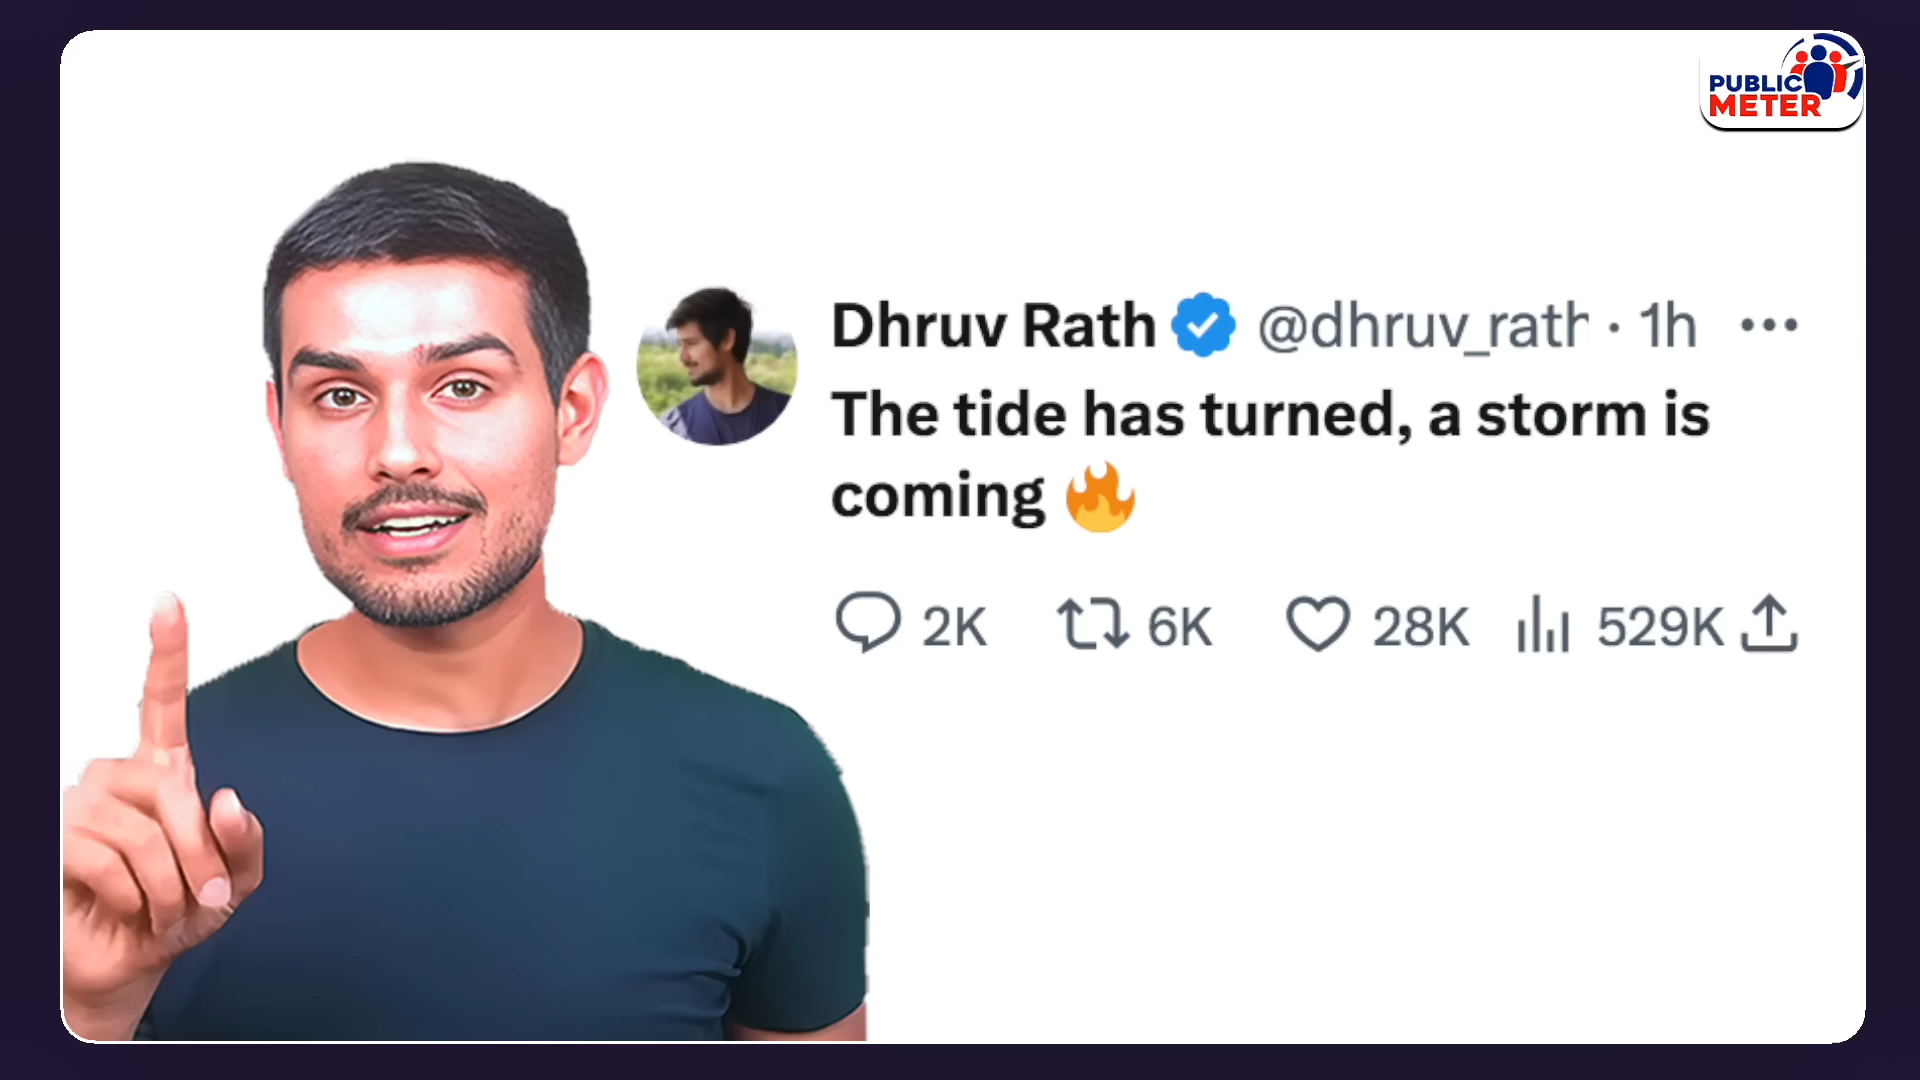 PUBLIC
METER
Dhruv Rath @dhruv_rath · 1h
The tide has turned, a storm is
coming 🔥
2K 6K 28K 529K